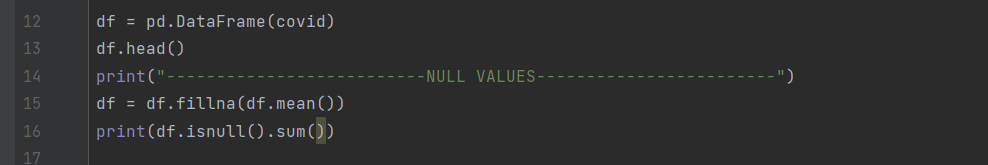 12 df = pd.DataFrame(covid)
13 df.head()
14 print("--------------------------NULL VALUES------------------------")
15 df = df.fillna(df.mean())
16 print(df.isnull().sum())
17